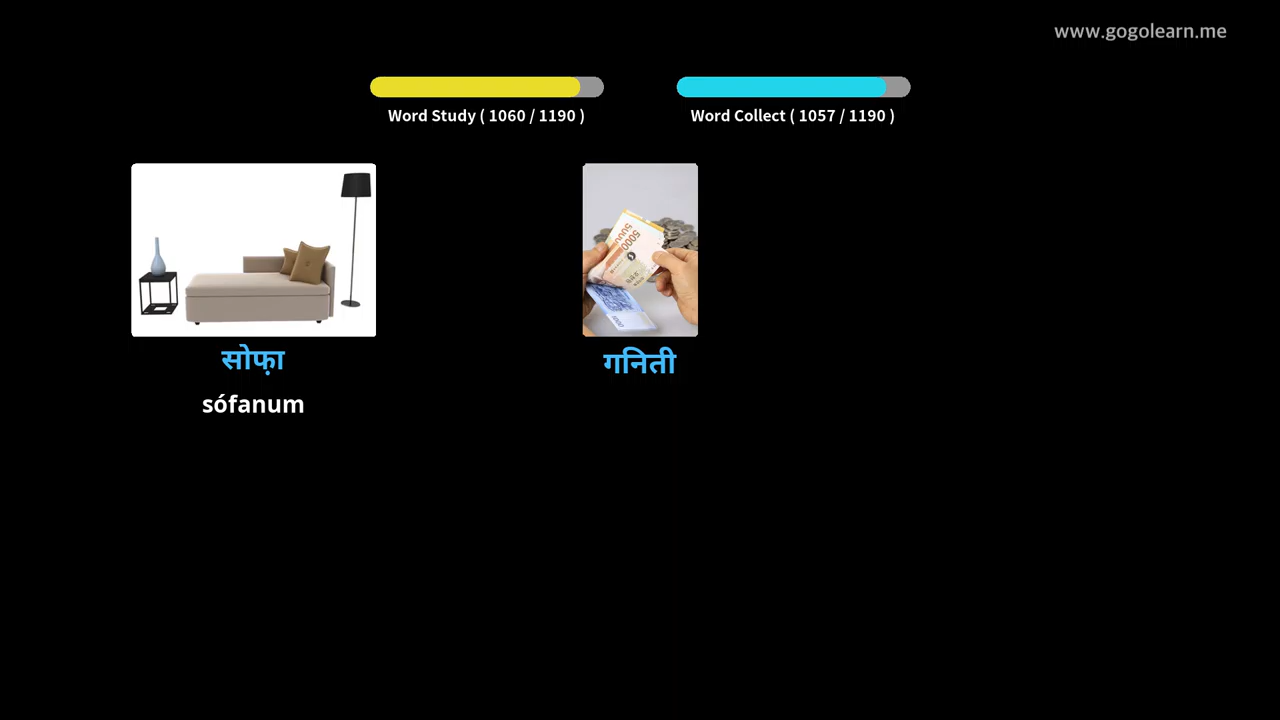 www.gogolearn.me
Word Study ( 1060 / 1190 )
Word Collect ( 1057 / 1190 )
सोफ़ा
गनिती
sófanum